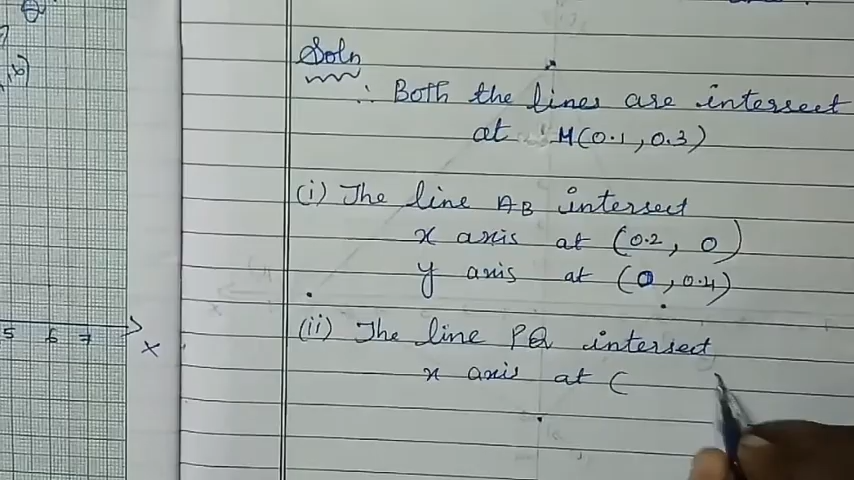 Soln
∴ Both the lines are intersect
at M(0.1, 0.3)
(i) The line AB intersect
x axis at (0.2, 0)
y axis at (0, 0.4)
(ii) The line PQ intersect
x axis at (
5 6 7
X